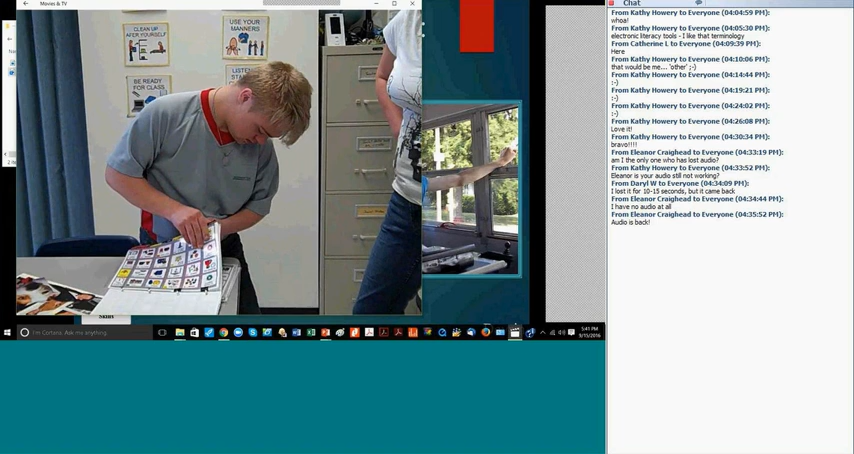 Movies & TV
CLEAN UP
AFTER YOURSELF
USE YOUR
MANNERS
BE READY
FOR CLASS
LISTEN
I'm Cortana. Ask me anything.
5:41 PM
9/15/2016
Chat
From Kathy Howery to Everyone (04:04:59 PM):
whoa!
From Kathy Howery to Everyone (04:05:30 PM):
electronic literacy tools - I like that terminology
From Catherine L to Everyone (04:09:39 PM):
Here
From Kathy Howery to Everyone (04:10:06 PM):
that would be me... 'other' ;-)
From Kathy Howery to Everyone (04:14:44 PM):
:-)
From Kathy Howery to Everyone (04:19:21 PM):
:-)
From Kathy Howery to Everyone (04:24:02 PM):
:-)
From Kathy Howery to Everyone (04:26:08 PM):
Love it!
From Kathy Howery to Everyone (04:30:34 PM):
bravo!!!!
From Eleanor Craighead to Everyone (04:33:19 PM):
am I the only one who has lost audio?
From Kathy Howery to Everyone (04:33:52 PM):
Eleanor is your audio still not working?
From Daryl W to Everyone (04:34:09 PM):
I lost it for 10-15 seconds, but it came back
From Eleanor Craighead to Everyone (04:34:44 PM):
I have no audio at all
From Eleanor Craighead to Everyone (04:35:52 PM):
Audio is back!